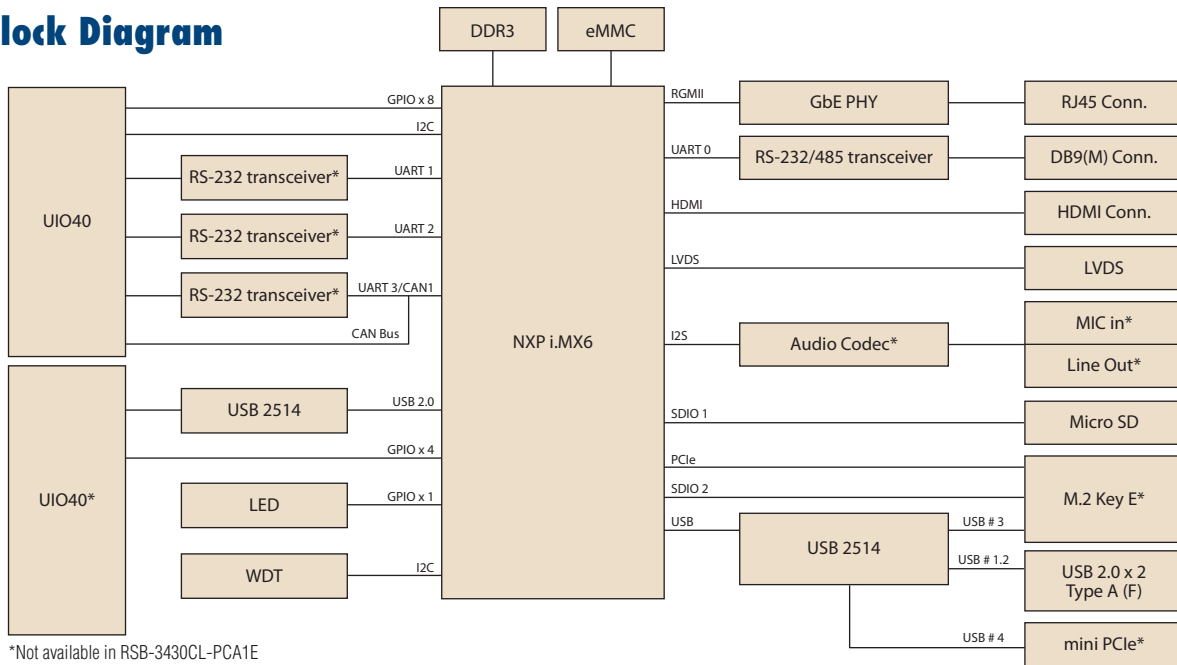 lock Diagram
DDR3
eMMC
UIO40
GPIO x 8
I2C
RS-232 transceiver*
UART 1
RS-232 transceiver*
UART 2
RS-232 transceiver*
UART 3/CAN1
CAN Bus
UIO40*
USB 2514
USB 2.0
GPIO x 4
LED
GPIO x 1
WDT
I2C
NXP i.MX6
RGMII
GbE PHY
RJ45 Conn.
UART 0
RS-232/485 transceiver
DB9(M) Conn.
HDMI
HDMI Conn.
LVDS
LVDS
I2S
Audio Codec*
MIC in*
Line Out*
SDIO 1
Micro SD
PCIe
SDIO 2
M.2 Key E*
USB
USB 2514
USB # 3
USB # 1.2
USB 2.0 x 2
Type A (F)
USB # 4
mini PCIe*
*Not available in RSB-3430CL-PCA1E